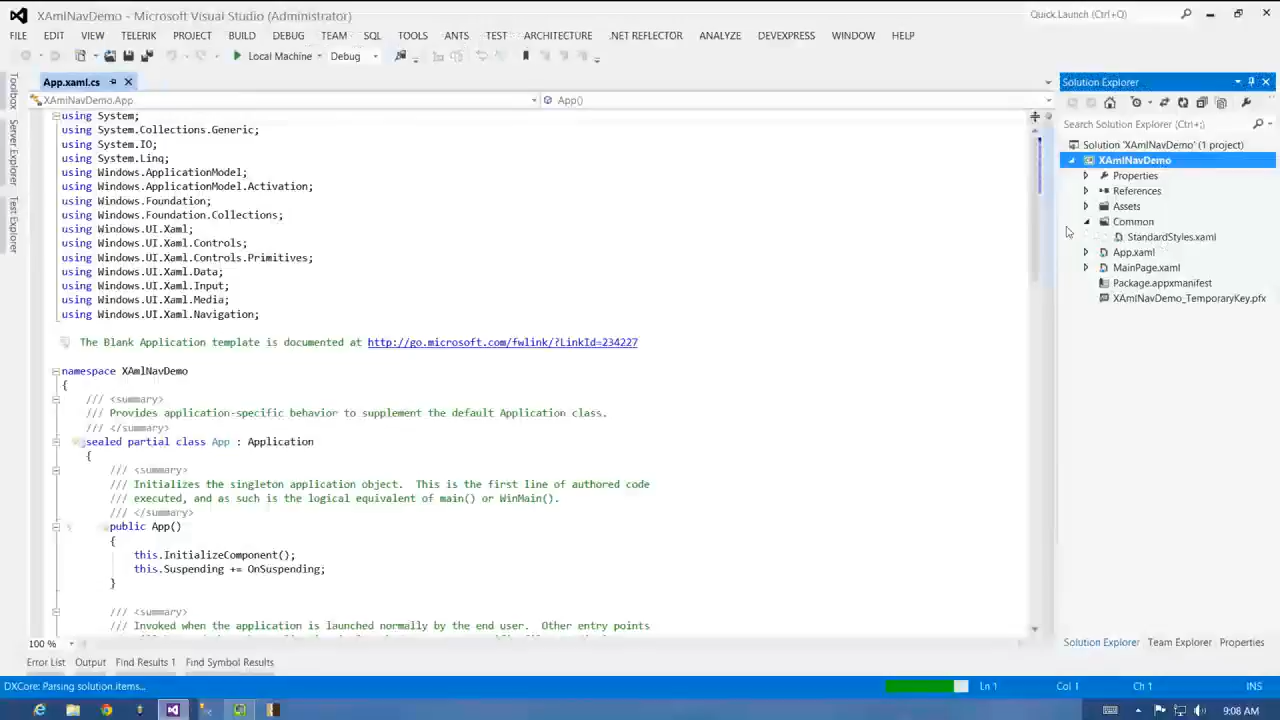 XAmlNavDemo - Microsoft Visual Studio (Administrator)
Quick Launch (Ctrl+Q)
FILE EDIT VIEW TELERIK PROJECT BUILD DEBUG TEAM SQL TOOLS ANTS TEST ARCHITECTURE .NET REFLECTOR ANALYZE DEVEXPRESS WINDOW HELP
Local Machine Debug
App.xaml.cs
XAmlNavDemo.App
App()
Toolbox
Server Explorer
Test Explorer
using System;
using System.Collections.Generic;
using System.IO;
using System.Linq;
using Windows.ApplicationModel;
using Windows.ApplicationModel.Activation;
using Windows.Foundation;
using Windows.Foundation.Collections;
using Windows.UI.Xaml;
using Windows.UI.Xaml.Controls;
using Windows.UI.Xaml.Controls.Primitives;
using Windows.UI.Xaml.Data;
using Windows.UI.Xaml.Input;
using Windows.UI.Xaml.Media;
using Windows.UI.Xaml.Navigation;
The Blank Application template is documented at http://go.microsoft.com/fwlink/?LinkId=234227
namespace XAmlNavDemo
{
/// <summary>
/// Provides application-specific behavior to supplement the default Application class.
/// </summary>
sealed partial class App : Application
{
/// <summary>
/// Initializes the singleton application object.  This is the first line of authored code
/// executed, and as such is the logical equivalent of main() or WinMain().
/// </summary>
public App()
{
this.InitializeComponent();
this.Suspending += OnSuspending;
}
/// <summary>
/// Invoked when the application is launched normally by the end user.  Other entry points
100 %
Solution Explorer
Search Solution Explorer (Ctrl+;)
Solution 'XAmlNavDemo' (1 project)
XAmlNavDemo
Properties
References
Assets
Common
StandardStyles.xaml
App.xaml
MainPage.xaml
Package.appxmanifest
XAmlNavDemo_TemporaryKey.pfx
Solution Explorer Team Explorer Properties
Error List Output Find Results 1 Find Symbol Results
DXCore: Parsing solution items...
Ln 1 Col 1 Ch 1 INS
9:08 AM